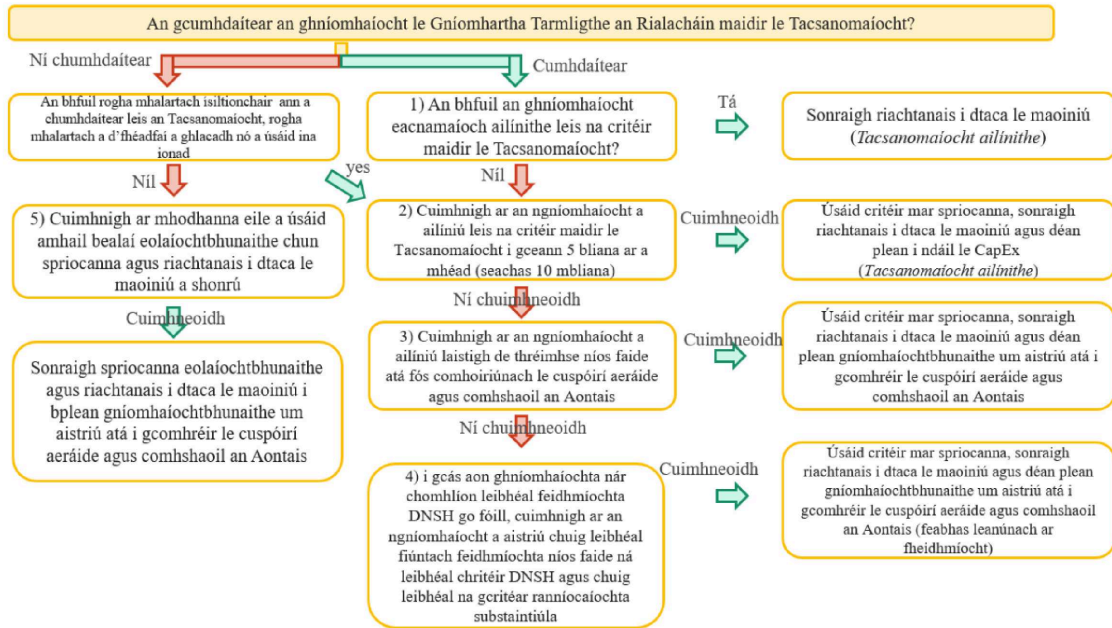 An gcumhdaítear an ghníomhaíocht le Gníomhartha Tarmligthe an Rialacháin maidir le Tacsanomaíocht?
Ní chumhdaítear
Cumhdaítear
An bhfuil rogha mhalartach ísiltionchair ann a
chumhdaítear leis an Tacsanomaíocht, rogha
mhalartach a d’fhéadfaí a ghlacadh nó a úsáid ina
ionad
1) An bhfuil an ghníomhaíocht
eacnamaíoch ailínithe leis na critéir
maidir le Tacsanomaíocht?
Tá
Sonraigh riachtanais i dtaca le maoiniú
(Tacsanomaíocht ailínithe)
Níl
yes
Níl
5) Cuimhnigh ar mhodhanna eile a úsáid
amhail bealaí eolaíochtbhunaithe chun
spriocanna agus riachtanais i dtaca le
maoiniú a shonrú
2) Cuimhnigh ar an ngníomhaíocht a
ailíniú leis na critéir maidir le
Tacsanomaíocht i gceann 5 bliana ar a
mhéad (seachas 10 mbliana)
Cuimhneoidh
Úsáid critéir mar spriocanna, sonraigh
riachtanais i dtaca le maoiniú agus déan
plean i ndáil le CapEx
(Tacsanomaíocht ailínithe)
Cuimhneoidh
Ní chuimhneoidh
Sonraigh spriocanna eolaíochtbhunaithe
agus riachtanais i dtaca le maoiniú i
bplean gníomhaíochtbhunaithe um
aistriú atá i gcomhréir le cuspóirí
aeráide agus comhshaoil an Aontais
3) Cuimhnigh ar an ngníomhaíocht a
ailíniú laistigh de thréimhse níos faide
atá fós comhoiriúnach le cuspóirí aeráide
agus comhshaoil an Aontais
Cuimhneoidh
Úsáid critéir mar spriocanna, sonraigh
riachtanais i dtaca le maoiniú agus déan
plean gníomhaíochtbhunaithe um aistriú atá i
gcomhréir le cuspóirí aeráide agus
comhshaoil an Aontais
Ní chuimhneoidh
4) i gcás aon ghníomhaíochta nár
chomhlíon leibhéal feidhmíochta
DNSH go fóill, cuimhnigh ar an
ngníomhaíocht a aistriú chuig leibhéal
fiúntach feidhmíochta níos faide ná
leibhéal chritéir DNSH agus chuig
leibhéal na gcritéar ranníocaíochta
substaintiúla
Cuimhneoidh
Úsáid critéir mar spriocanna, sonraigh
riachtanais i dtaca le maoiniú agus déan plean
gníomhaíochtbhunaithe um aistriú atá i
gcomhréir le cuspóirí aeráide agus comhshaoil
an Aontais (feabhas leanúnach ar
fheidhmíocht)